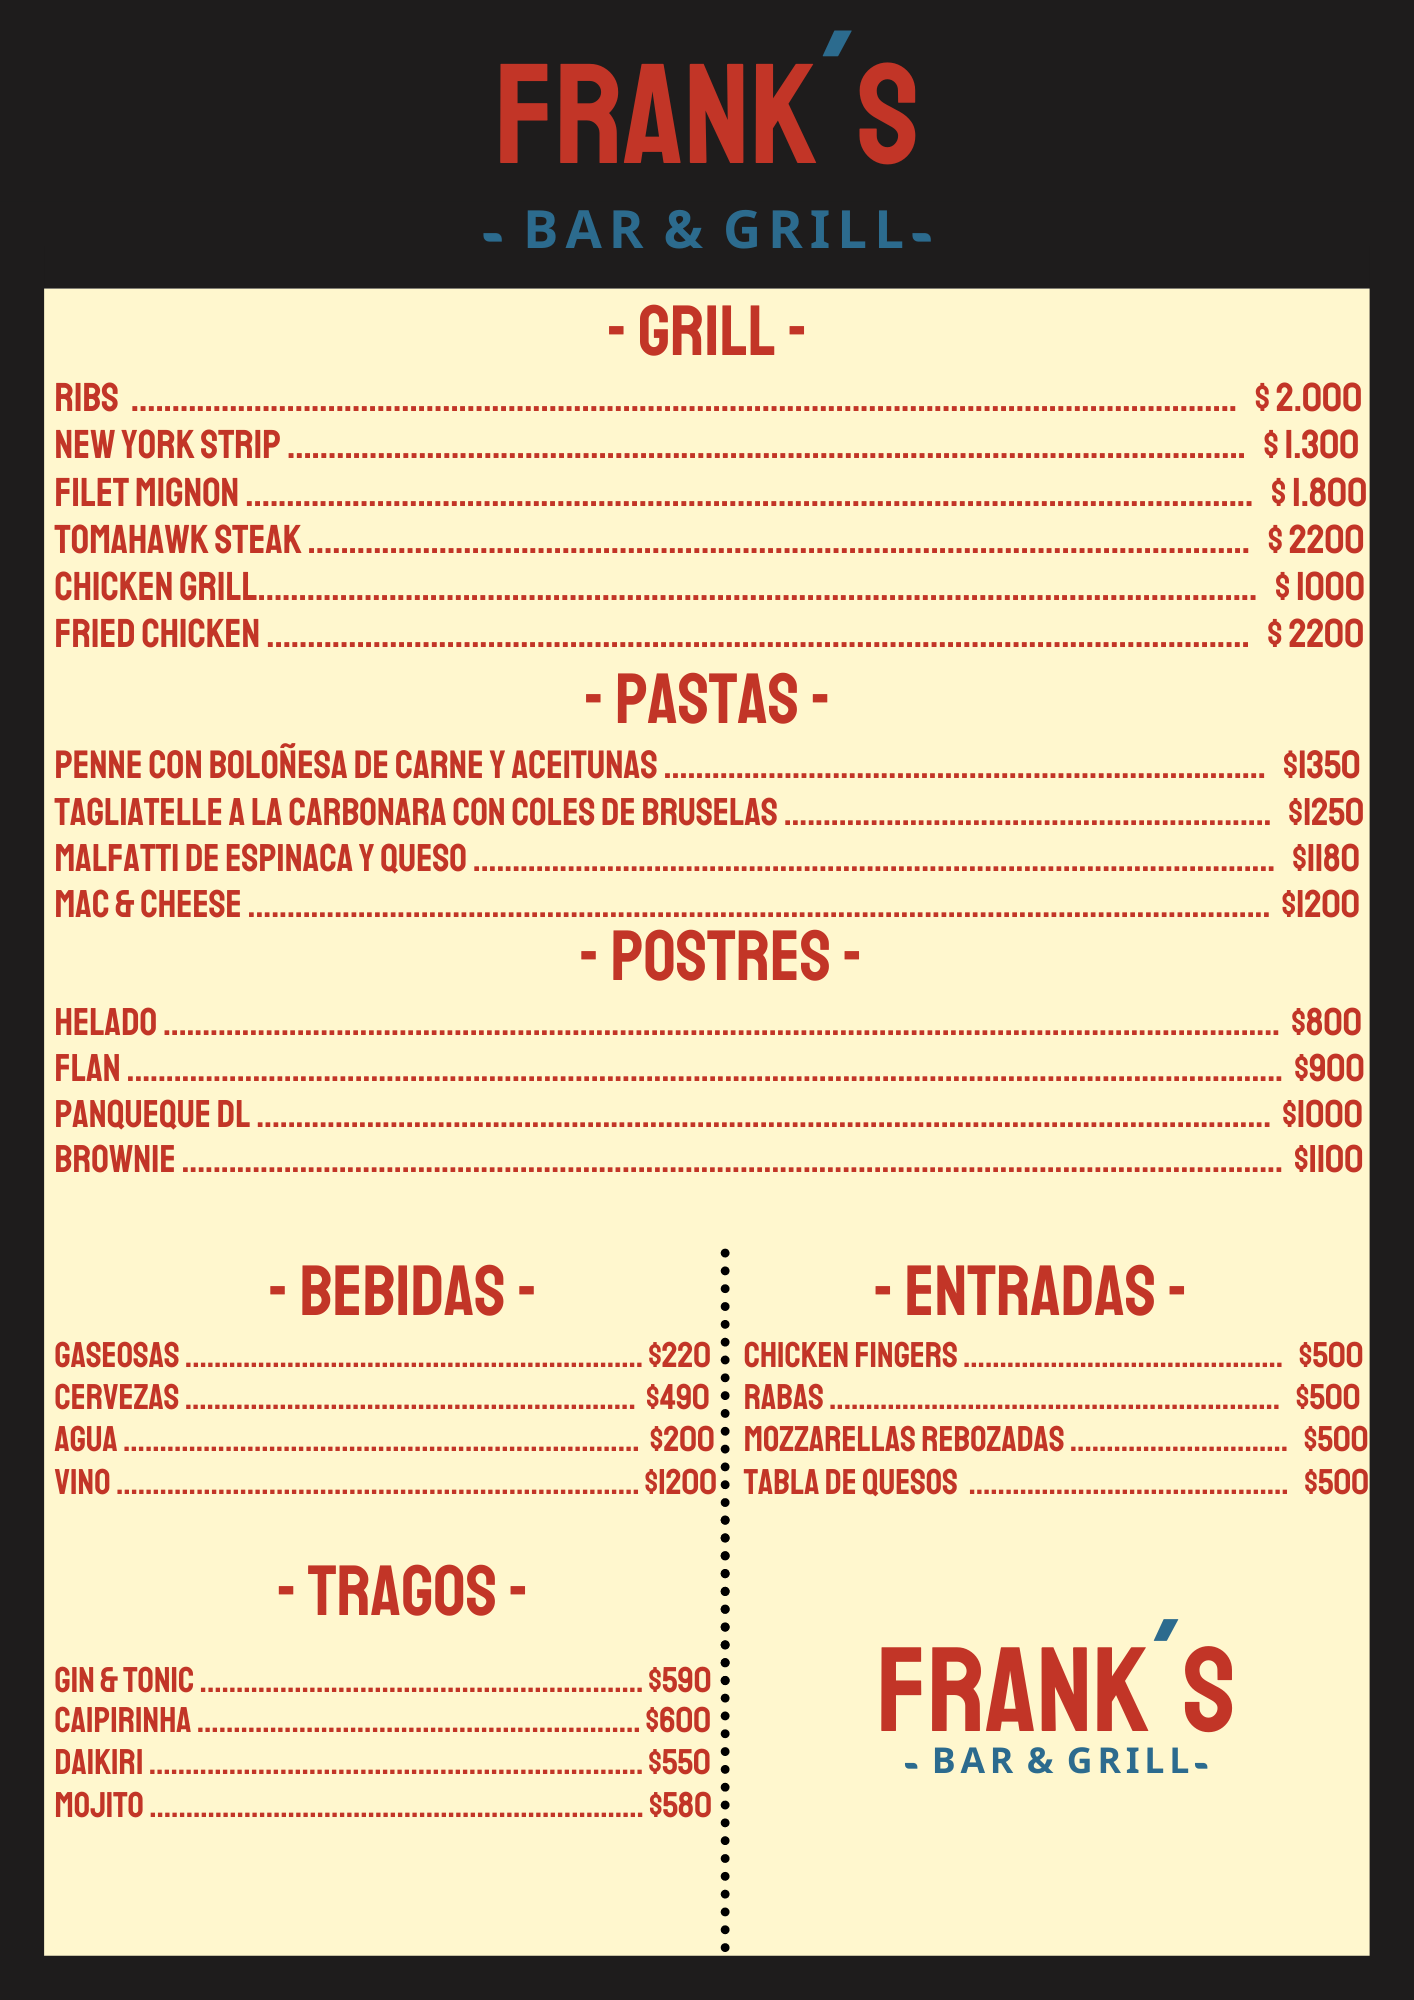 FRANK´S
- BAR & GRILL-
- GRILL -
RIBS ........ $ 2.000
NEW YORK STRIP ........ $ 1.300
FILET MIGNON ........ $ 1.800
TOMAHAWK STEAK ........ $ 2200
CHICKEN GRILL........ $ 1000
FRIED CHICKEN ........ $ 2200
- PASTAS -
PENNE CON BOLOÑESA DE CARNE Y ACEITUNAS ........ $1350
TAGLIATELLE A LA CARBONARA CON COLES DE BRUSELAS ........ $1250
MALFATTI DE ESPINACA Y QUESO ........ $1180
MAC & CHEESE ........ $1200
- POSTRES -
HELADO ........ $800
FLAN ........ $900
PANQUEQUE DL ........ $1000
BROWNIE ........ $1100
- BEBIDAS -
GASEOSAS ........ $220
CERVEZAS ........ $490
AGUA ........ $200
VINO ........ $1200
- TRAGOS -
GIN & TONIC ........ $590
CAIPIRINHA ........ $600
DAIKIRI ........ $550
MOJITO ........ $580
- ENTRADAS -
CHICKEN FINGERS ........ $500
RABAS ........ $500
MOZZARELLAS REBOZADAS ........ $500
TABLA DE QUESOS ........ $500
FRANK´S
- BAR & GRILL-